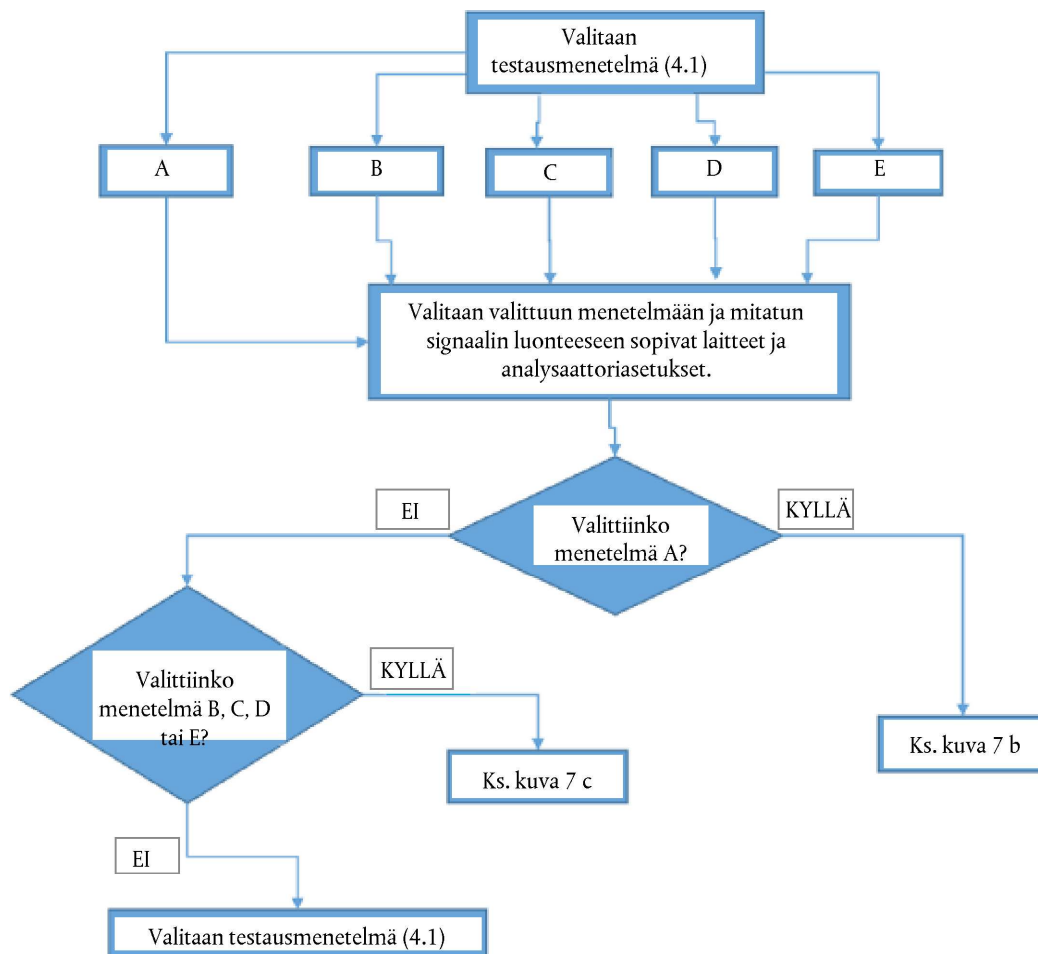 Valitaan
testausmenetelmä (4.1)
A
B
C
D
E
Valitaan valittuun menetelmään ja mitatun
signaalin luonteeseen sopivat laitteet ja
analysaattoriasetukset.
EI
KYLLÄ
Valittiinko
menetelmä A?
KYLLÄ
Valittiinko
menetelmä B, C, D
tai E?
Ks. kuva 7 b
Ks. kuva 7 c
EI
Valitaan testausmenetelmä (4.1)